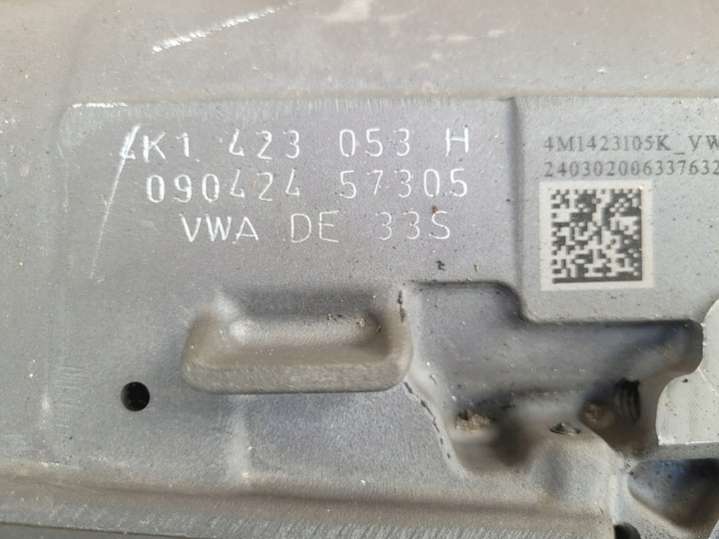 4K1 423 053 H
090424 57305
VWA DE 33S
4M1423105K_VW
240302006337632